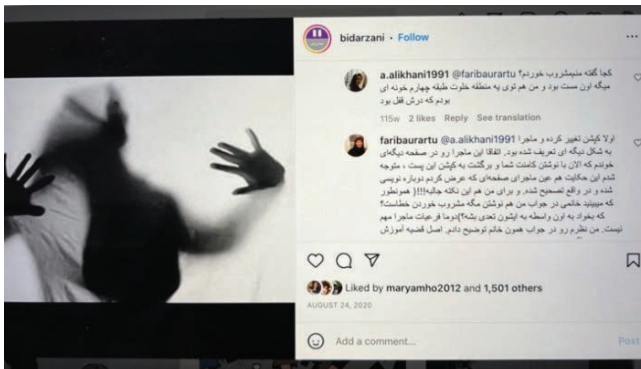 bidarzani • Follow
a.alikhani1991 @faribaurartu کجا گفته منیمشروب خوردم؟
میگه اون مست بود و من هم توی یه منطقه خلوت طبقه چهارم خونه ای
بودم که درش قفل بود
115w 2 likes Reply See translation
faribaurartu @a.alikhani1991 اولا کپشن تغییر کرده و ماجرا
به شکل دیگه ای تعریف شده بود. اتفاقا این ماجرا رو در صفحه دیگه‌ای
خوندم که الان با نوشتن کامنت شما و برگشت به کپشن این پست ، متوجه
شدم این حکایت هم عین ماجرای صفحه‌ای که عرض کردم دوباره نویسی
شده و در واقع تصحیح شده. و برای من هم این نکته جالبه!!!( همونطور
که میبینید خانمی در جواب من هم نوشتن مگه مشروب خوردن خطاست؟
که بخواد به اون واسطه به ایشون تعدی بشه؟)دوما فرعیات ماجرا مهم
نیست. من نظرم رو در جواب همون خانم توضیح دادم. اصل قضیه آموزش
Liked by maryamho2012 and 1,501 others
AUGUST 24, 2020
Add a comment...
Post